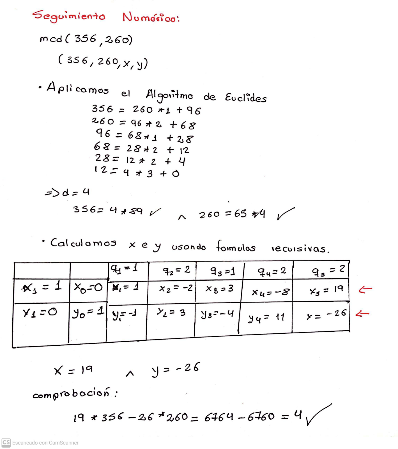 Seguimiento Numérico:
mcd(356,260)
(356,260,x,y)
• Aplicamos el Algoritmo de Euclides
356 = 260 * 1 + 96
260 = 96 * 2 + 68
96 = 68 * 1 + 28
68 = 28 * 2 + 12
28 = 12 * 2 + 4
12 = 4 * 3 + 0
=> d = 4
356 = 4 * 89 ✓ ∧ 260 = 65 * 4 ✓
• Calculamos x e y usando formulas recursivas.
q₁ = 1 q₂ = 2 q₃ = 1 q₄ = 2 q₅ = 2
x₁ = 1 x₀ = 0 x₁ = 1 x₂ = -2 x₃ = 3 x₄ = -8 x₅ = 19 ←
y₁ = 0 y₀ = 1 y₁ = -1 y₂ = 3 y₃ = -4 y₄ = 11 y = -26 ←
x = 19 ∧ y = -26
comprobación:
19 * 356 - 26 * 260 = 6764 - 6760 = 4 ✓
CS Escaneado con CamScanner